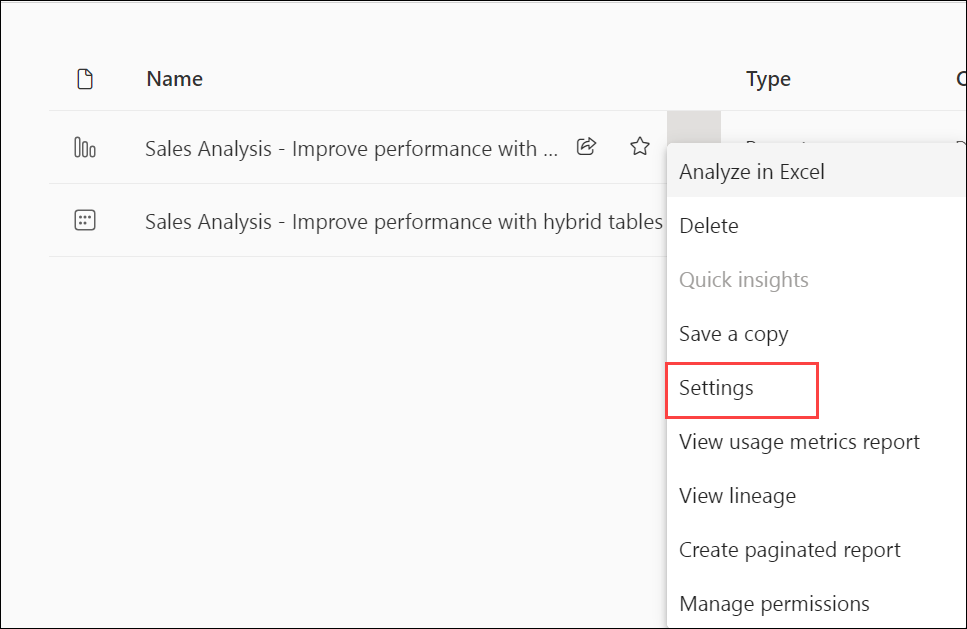 Name
Type
Sales Analysis - Improve performance with ...
Sales Analysis - Improve performance with hybrid tables
Analyze in Excel
Delete
Quick insights
Save a copy
Settings
View usage metrics report
View lineage
Create paginated report
Manage permissions